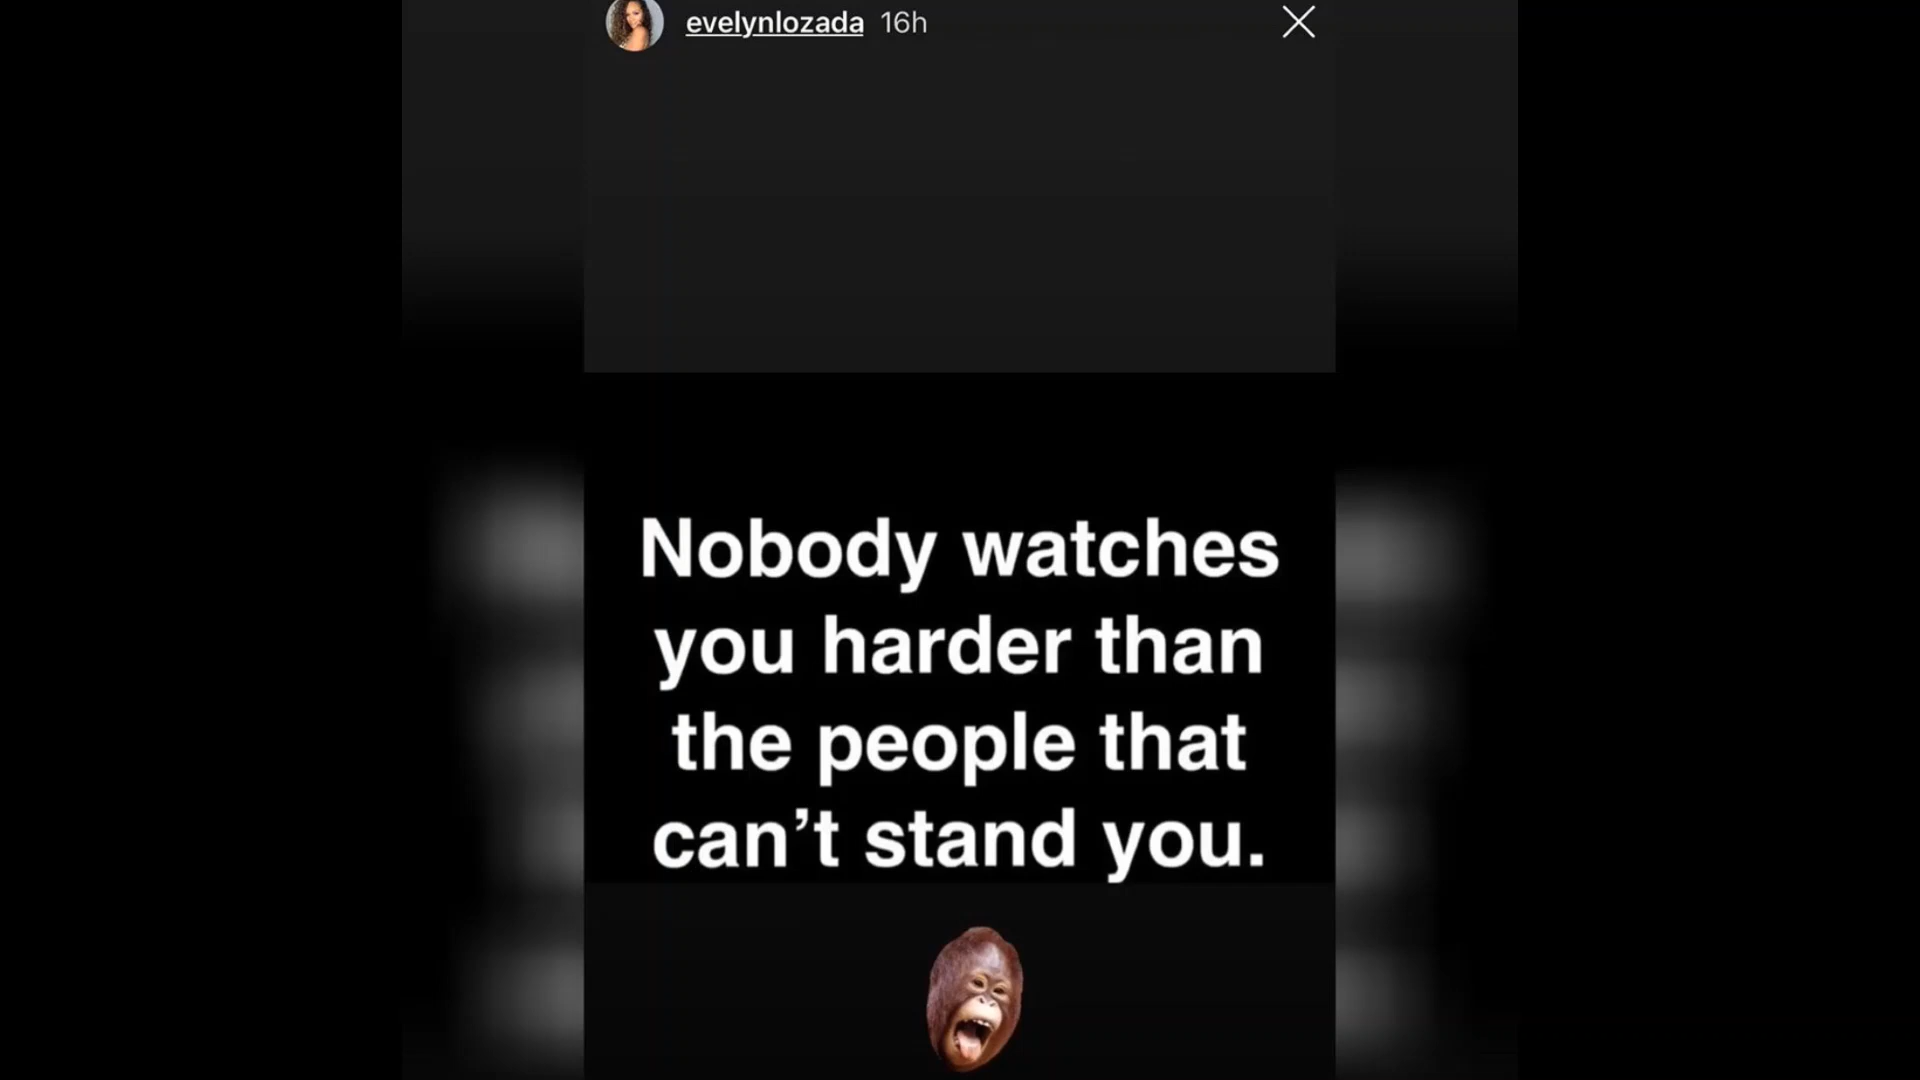 evelynlozada 16h
Nobody watches
you harder than
the people that
can’t stand you.